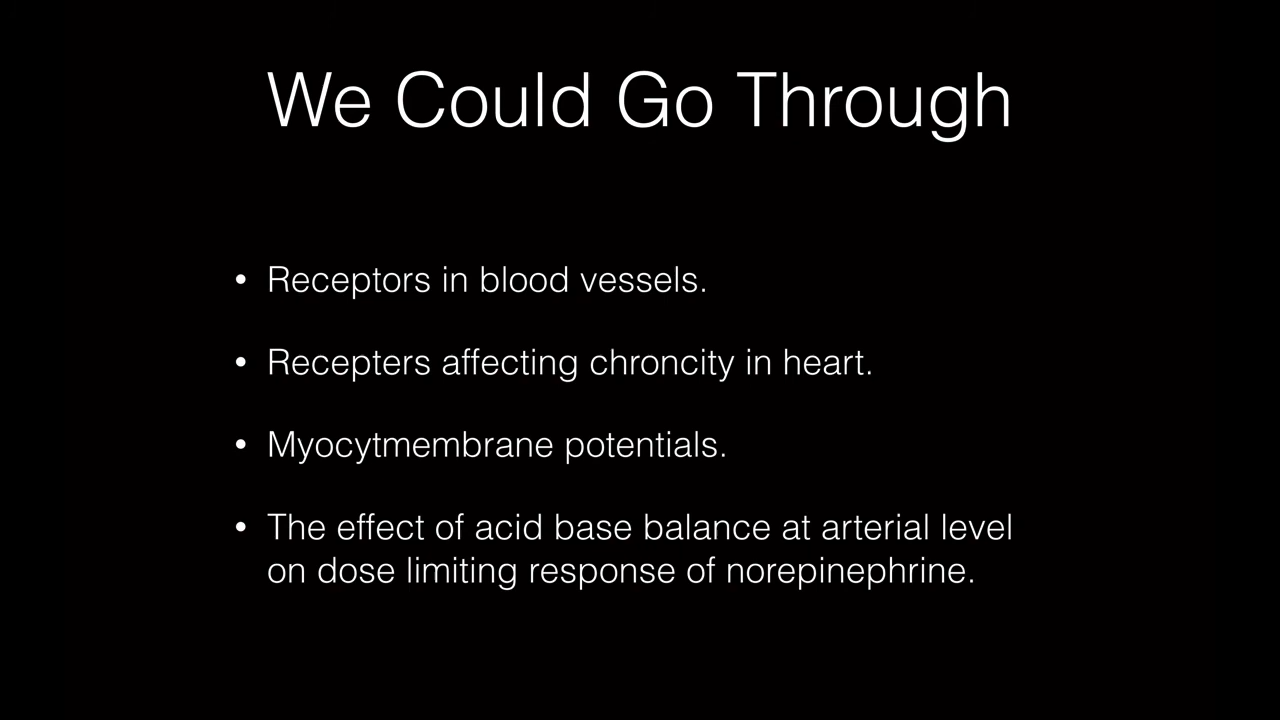 We Could Go Through
• Receptors in blood vessels.
• Recepters affecting chroncity in heart.
• Myocytmembrane potentials.
• The effect of acid base balance at arterial level
on dose limiting response of norepinephrine.